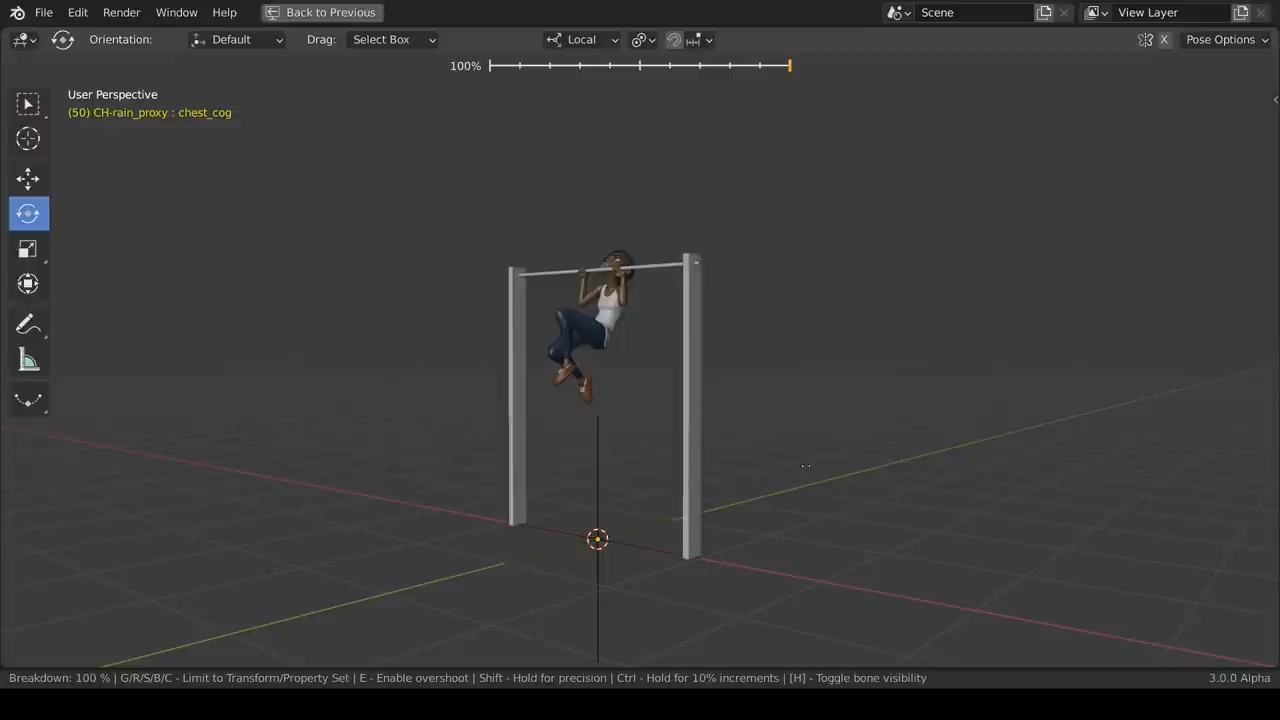 File Edit Render Window Help Back to Previous Scene View Layer
Orientation: Default Drag: Select Box Local X Pose Options
100%
User Perspective
(50) CH-rain_proxy : chest_cog
Breakdown: 100 % | G/R/S/B/C - Limit to Transform/Property Set | E - Enable overshoot | Shift - Hold for precision | Ctrl - Hold for 10% increments | [H] - Toggle bone visibility 3.0.0 Alpha